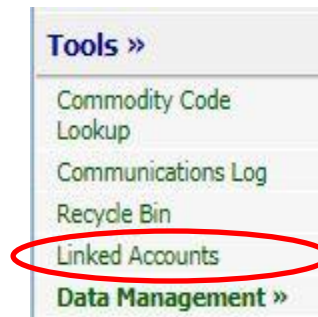 Tools »
Commodity Code
Lookup
Communications Log
Recycle Bin
Linked Accounts
Data Management »